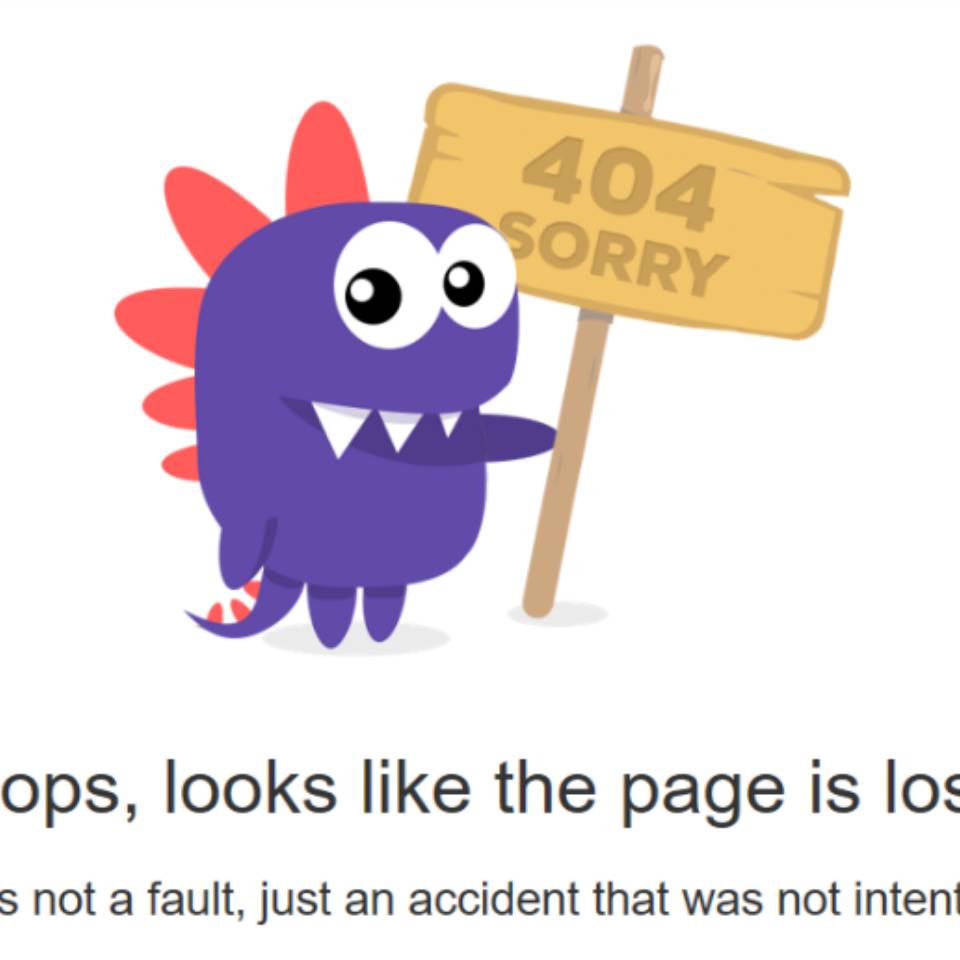 404
SORRY
ops, looks like the page is los
s not a fault, just an accident that was not intent